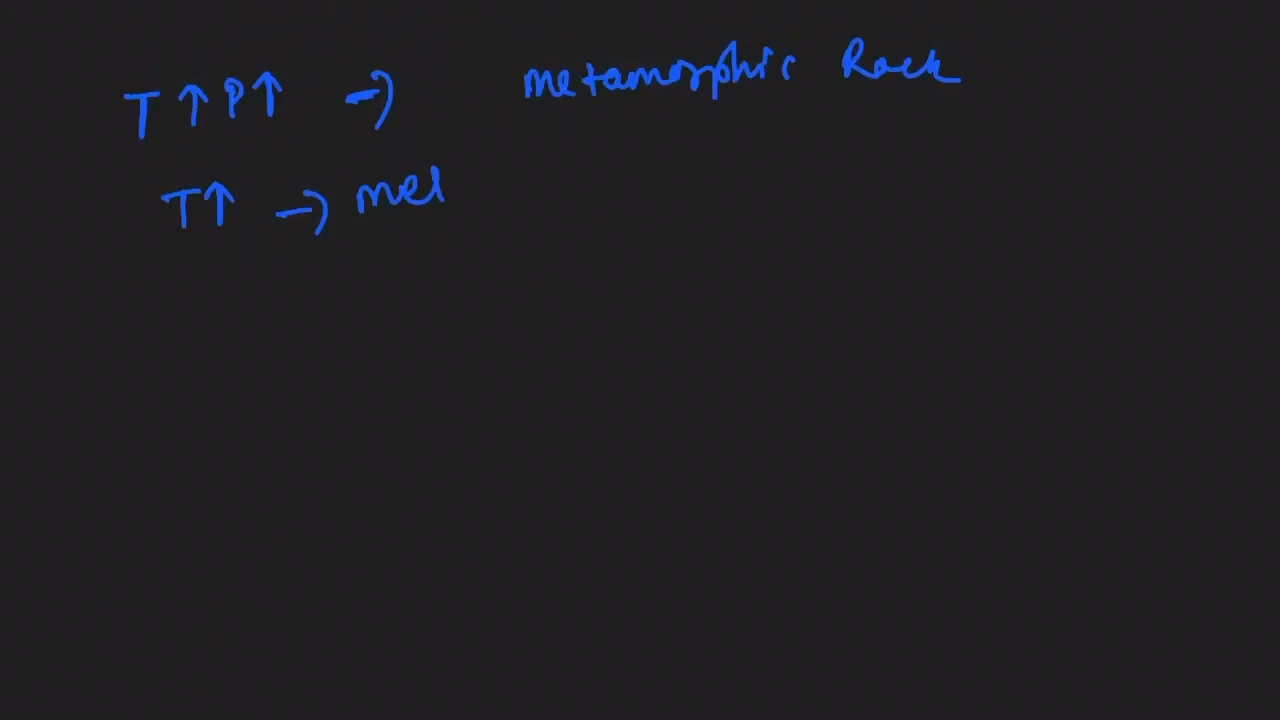 T ↑ P ↑ → metamorphic Rock
T ↑ → mel